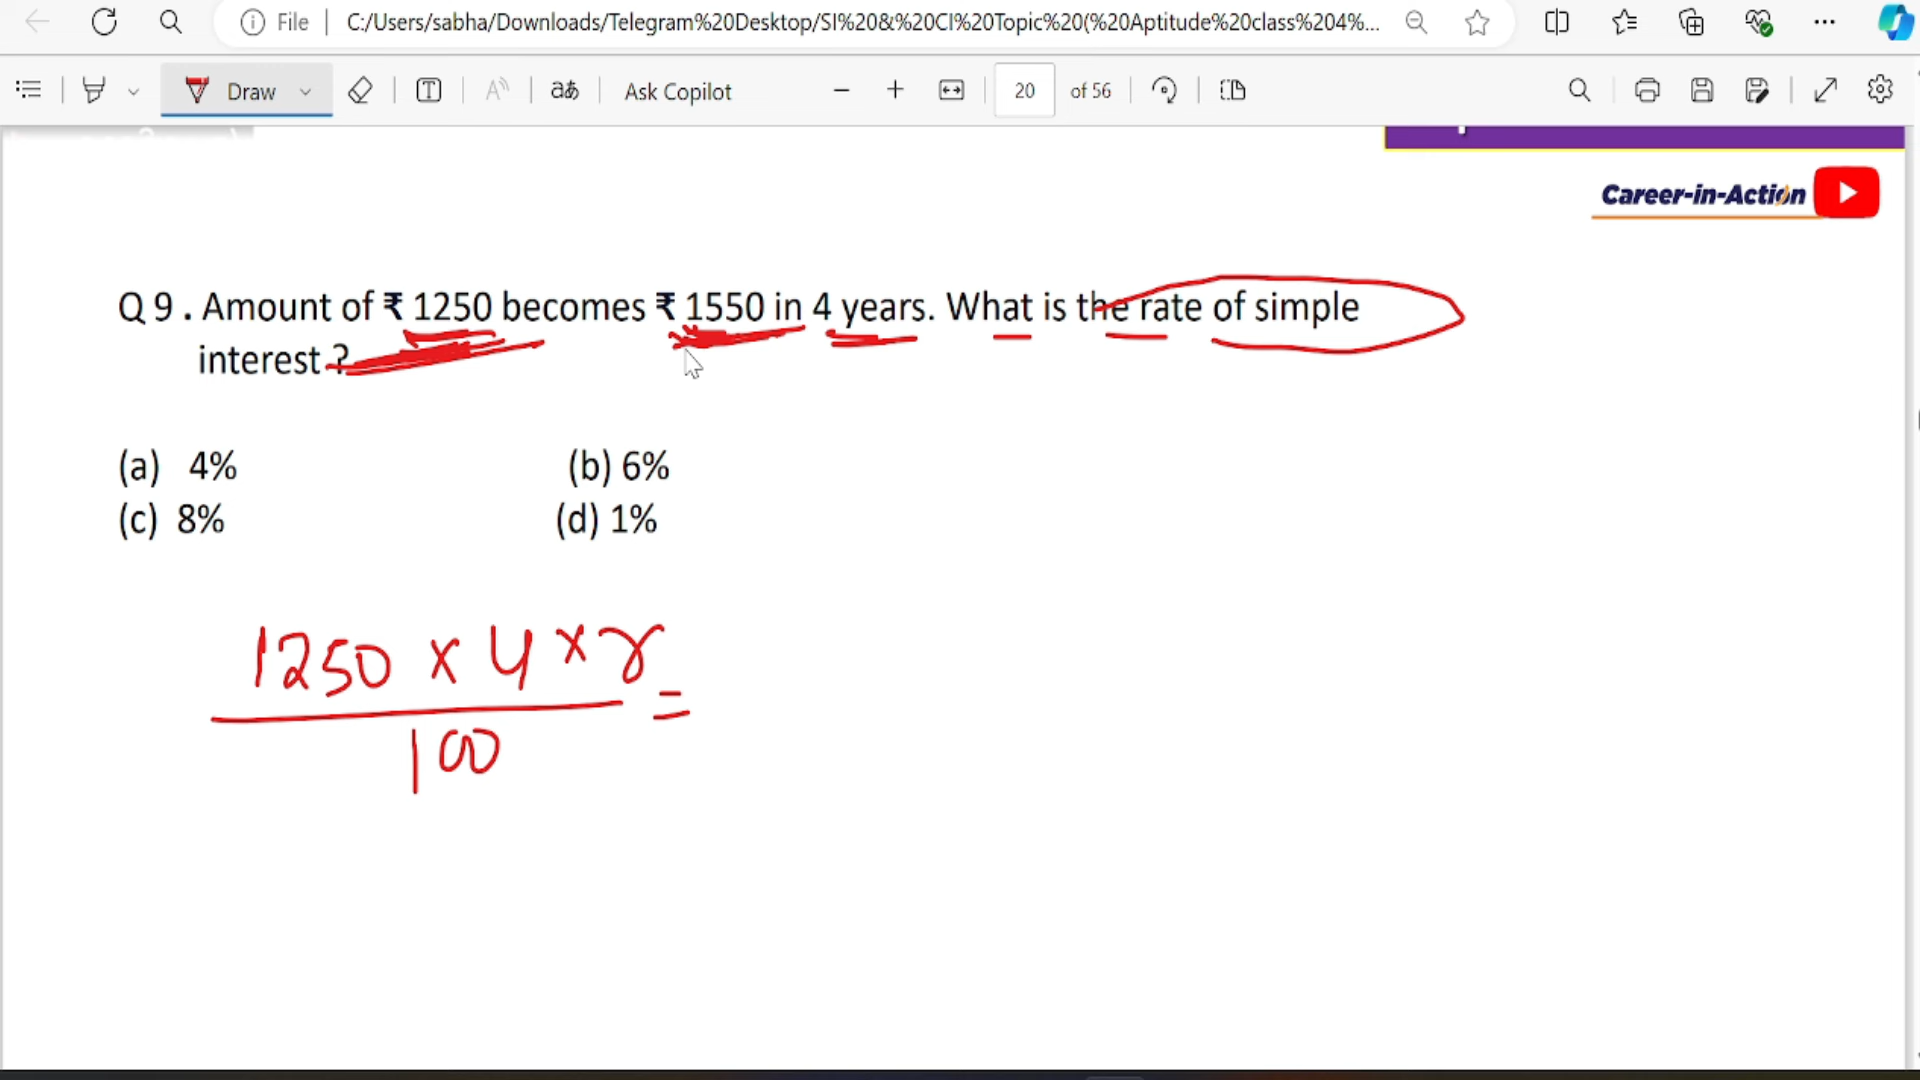 File C:/Users/sabha/Downloads/Telegram%20Desktop/SI%20&%20CI%20Topic%20(%20Aptitude%20class%204%...
Draw aあ Ask Copilot 20 of 56
Career-in-Action
Q 9 . Amount of ₹ 1250 becomes ₹ 1550 in 4 years. What is the rate of simple
interest ?
(a) 4% (b) 6%
(c) 8% (d) 1%
1250 × 4 × r =
100